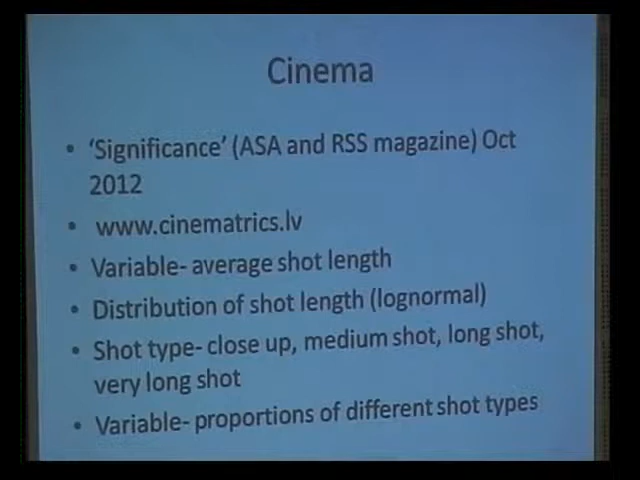 Cinema
• 'Significance' (ASA and RSS magazine) Oct
2012
• www.cinematrics.lv
• Variable- average shot length
• Distribution of shot length (lognormal)
• Shot type- close up, medium shot, long shot,
very long shot
• Variable- proportions of different shot types